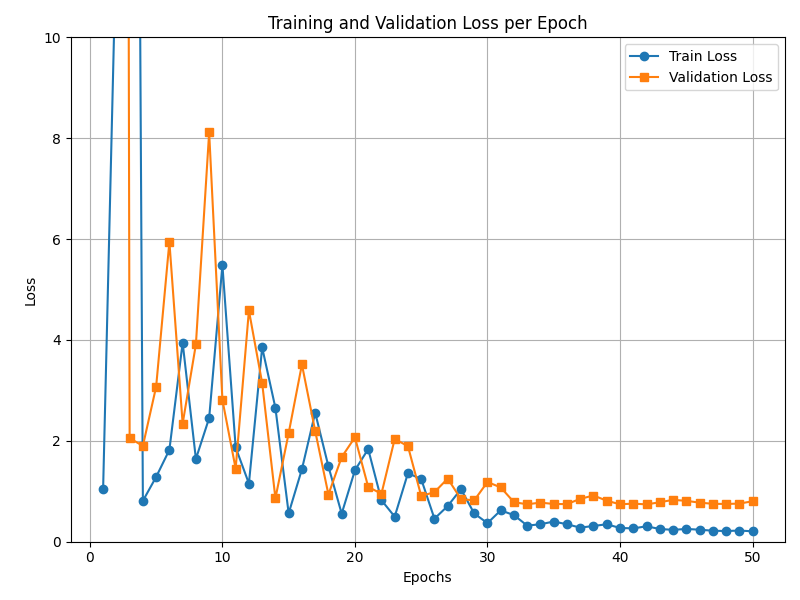 Training and Validation Loss per Epoch
Train Loss
Validation Loss
10
8
6
4
2
0
Loss
0 10 20 30 40 50
Epochs